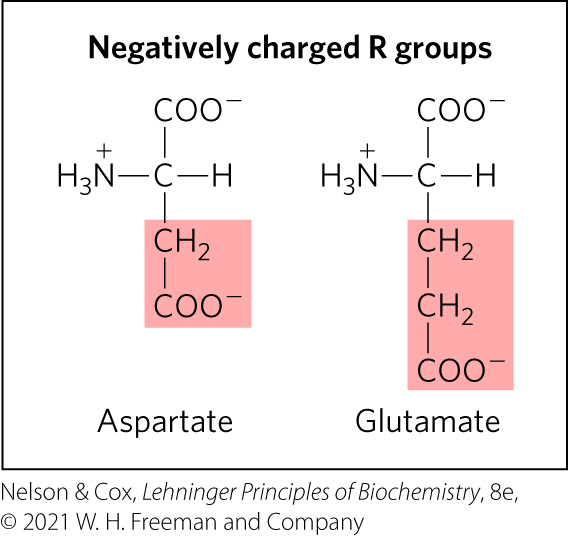 Negatively charged R groups
COO⁻ COO⁻
H₃N⁺—C—H H₃N⁺—C—H
CH₂ CH₂
COO⁻ CH₂
COO⁻
Aspartate Glutamate
Nelson & Cox, Lehninger Principles of Biochemistry, 8e,
© 2021 W. H. Freeman and Company